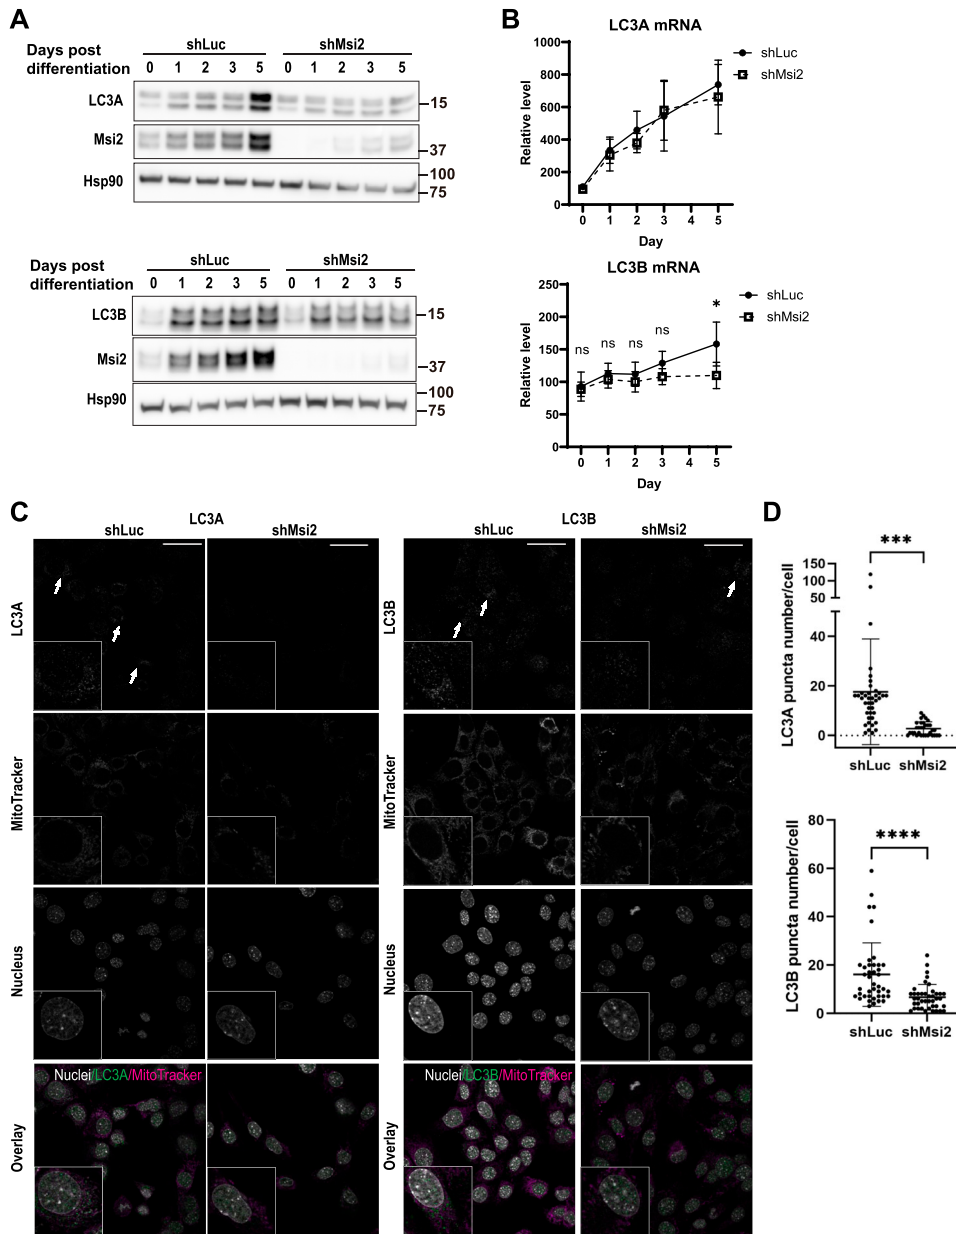 A
Days post
differentiation
shLuc shMsi2
0 1 2 3 5 0 1 2 3 5
LC3A
15
Msi2
37
Hsp90
100
75
Days post
differentiation
shLuc shMsi2
0 1 2 3 5 0 1 2 3 5
LC3B
15
Msi2
37
Hsp90
100
75
B
LC3A mRNA
Relative level
1000
800
600
400
200
0
0 1 2 3 4 5
Day
shLuc
shMsi2
LC3B mRNA
Relative level
250
200
150
100
50
0
ns ns ns ns *
0 1 2 3 4 5
Day
shLuc
shMsi2
C
LC3A
shLuc shMsi2
LC3A
MitoTracker
Nucleus
Overlay
Nuclei/LC3A/MitoTracker
LC3B
shLuc shMsi2
LC3B
MitoTracker
Nucleus
Overlay
Nuclei/LC3B/MitoTracker
D
LC3A puncta number/cell
150
100
50
40
20
0
***
shLuc shMsi2
LC3B puncta number/cell
80
60
40
20
0
****
shLuc shMsi2